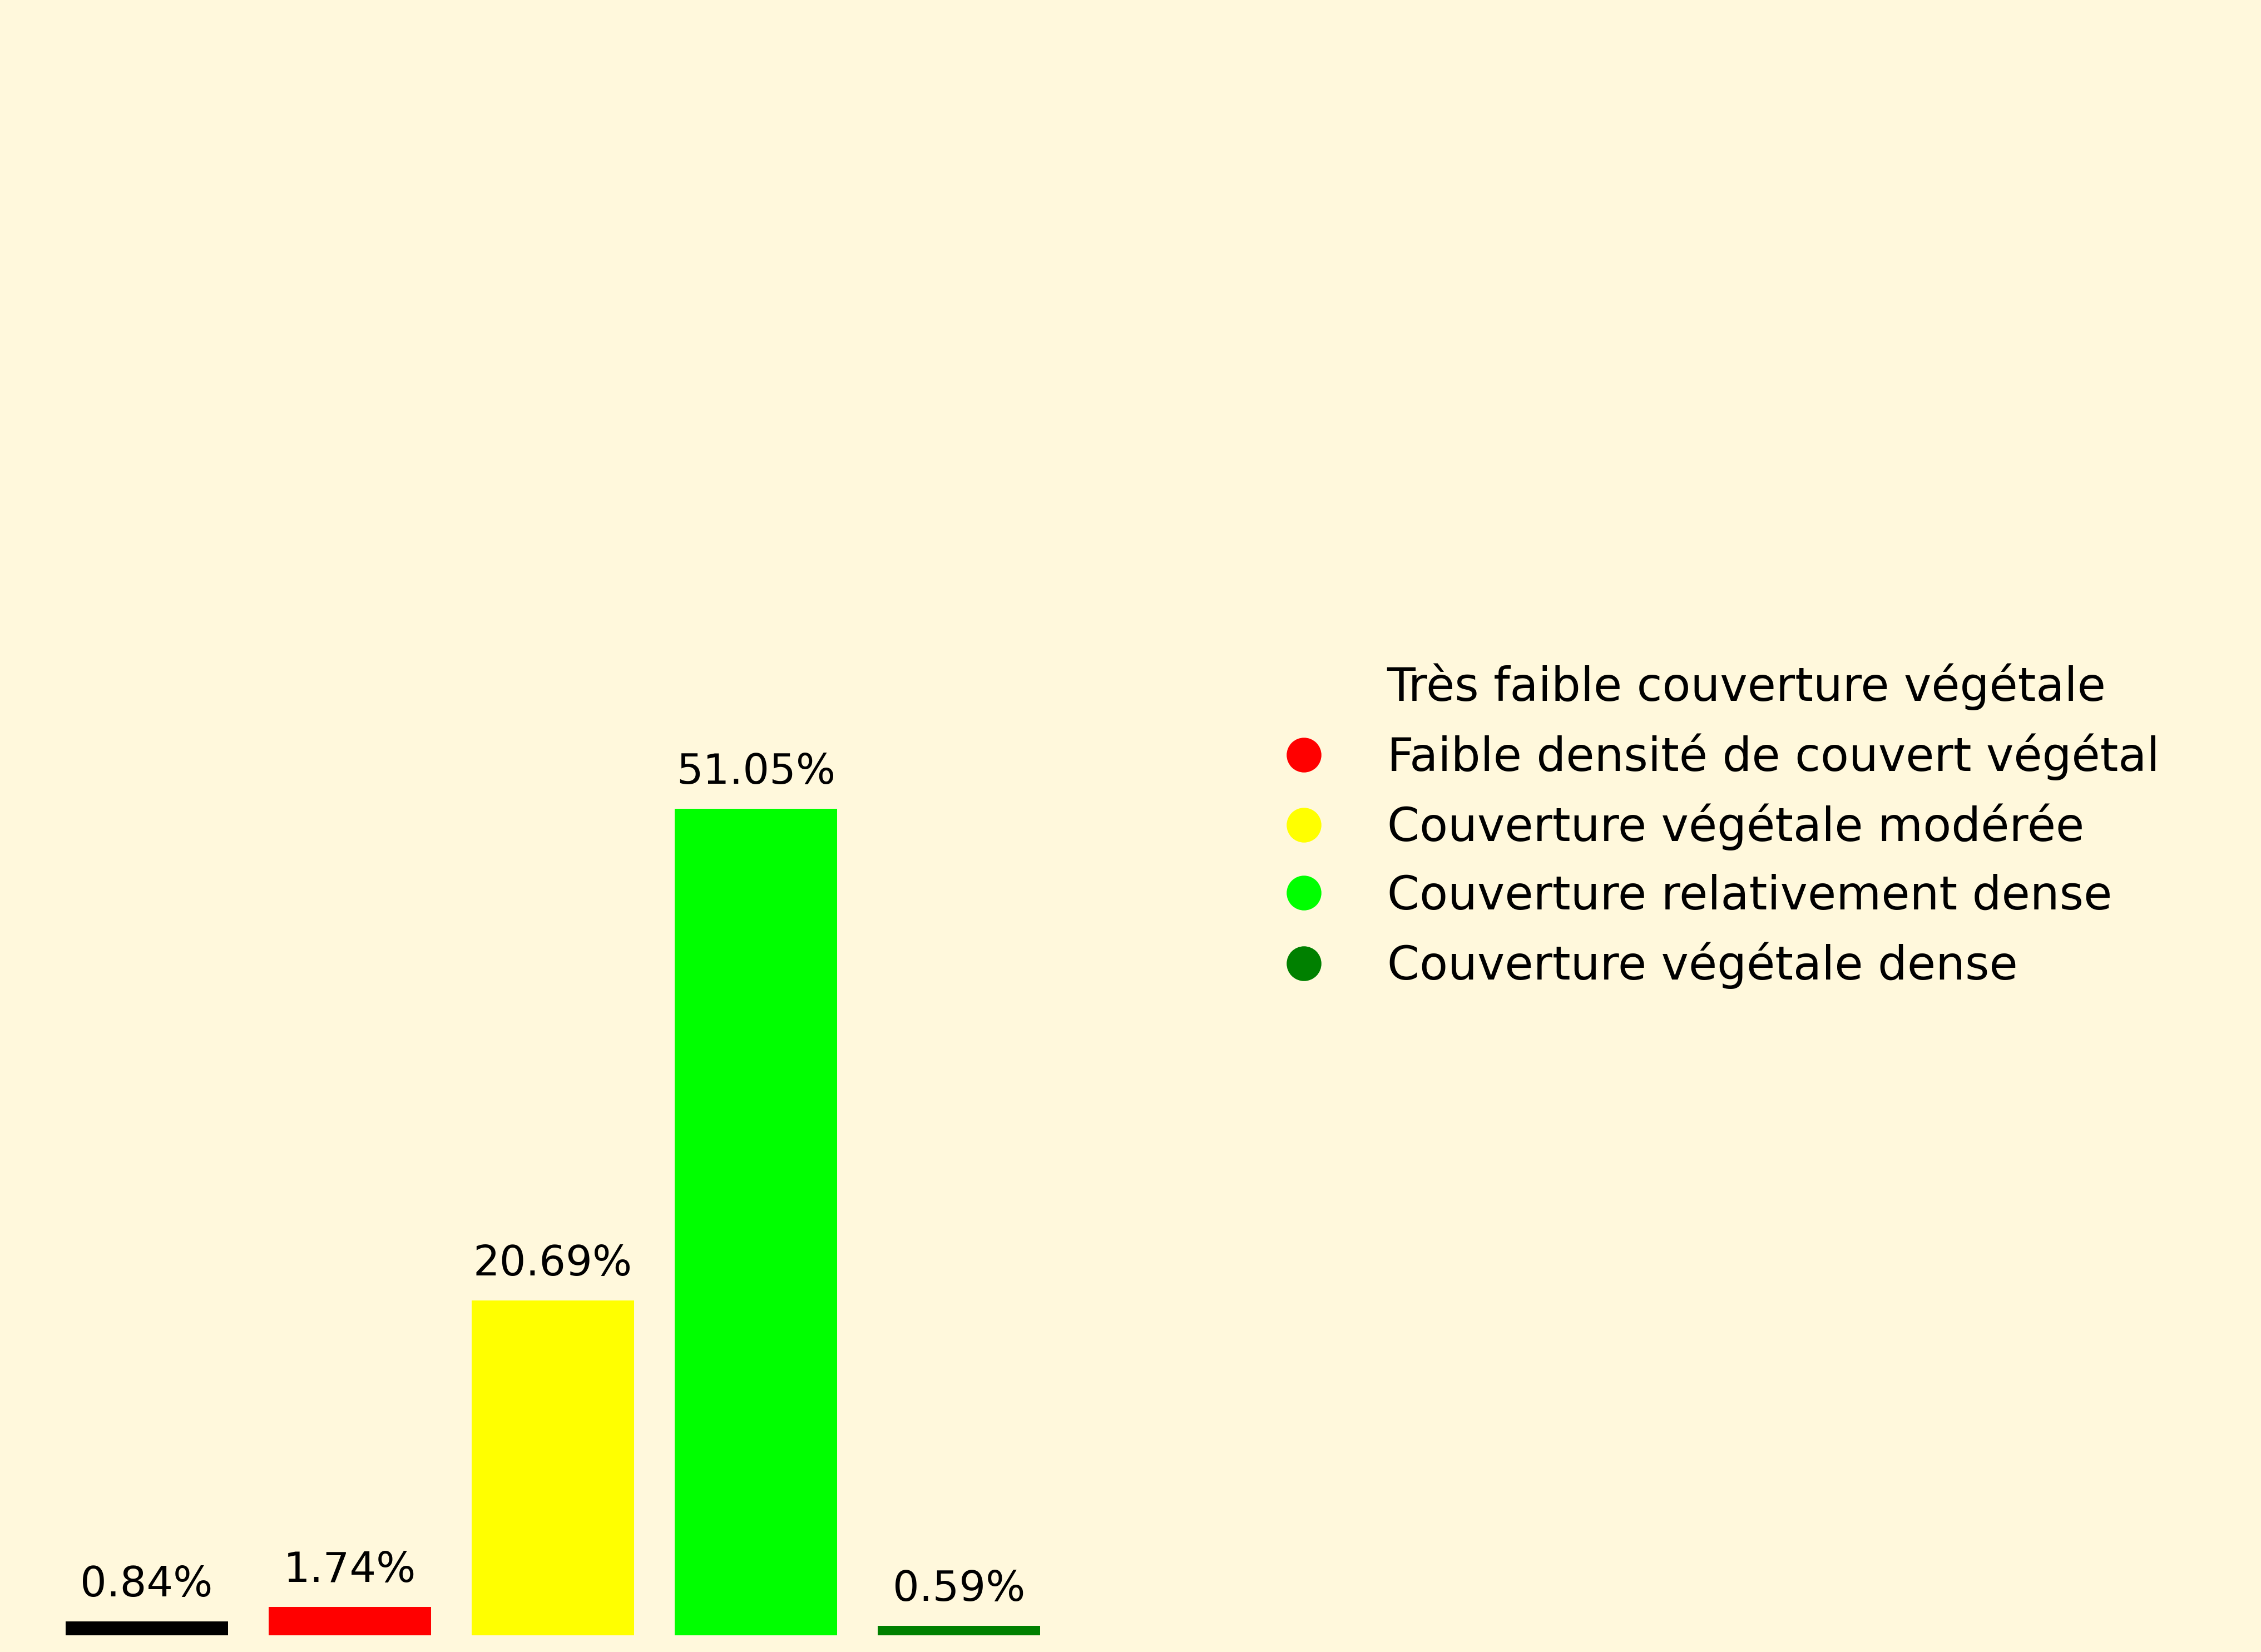 Très faible couverture végétale
Faible densité de couvert végétal
Couverture végétale modérée
Couverture relativement dense
Couverture végétale dense
51.05%
20.69%
1.74%
0.84%
0.59%